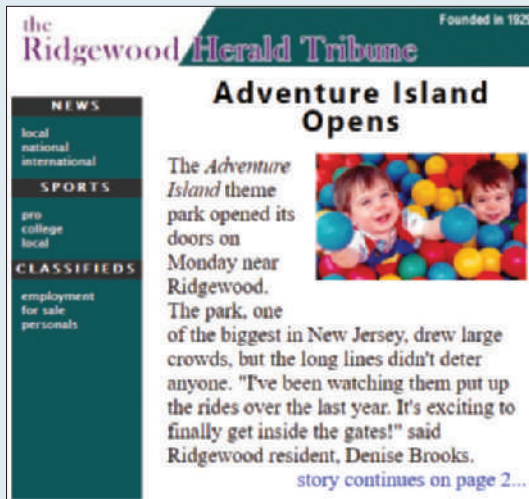 the
Ridgewood Herald Tribune
Founded in 1929
NEWS
local
national
international
SPORTS
pro
college
local
CLASSIFIEDS
employment
for sale
personals
Adventure Island
Opens
The Adventure
Island theme
park opened its
doors on
Monday near
Ridgewood.
The park, one
of the biggest in New Jersey, drew large
crowds, but the long lines didn't deter
anyone. "I've been watching them put up
the rides over the last year. It's exciting to
finally get inside the gates!" said
Ridgewood resident, Denise Brooks.
story continues on page 2...